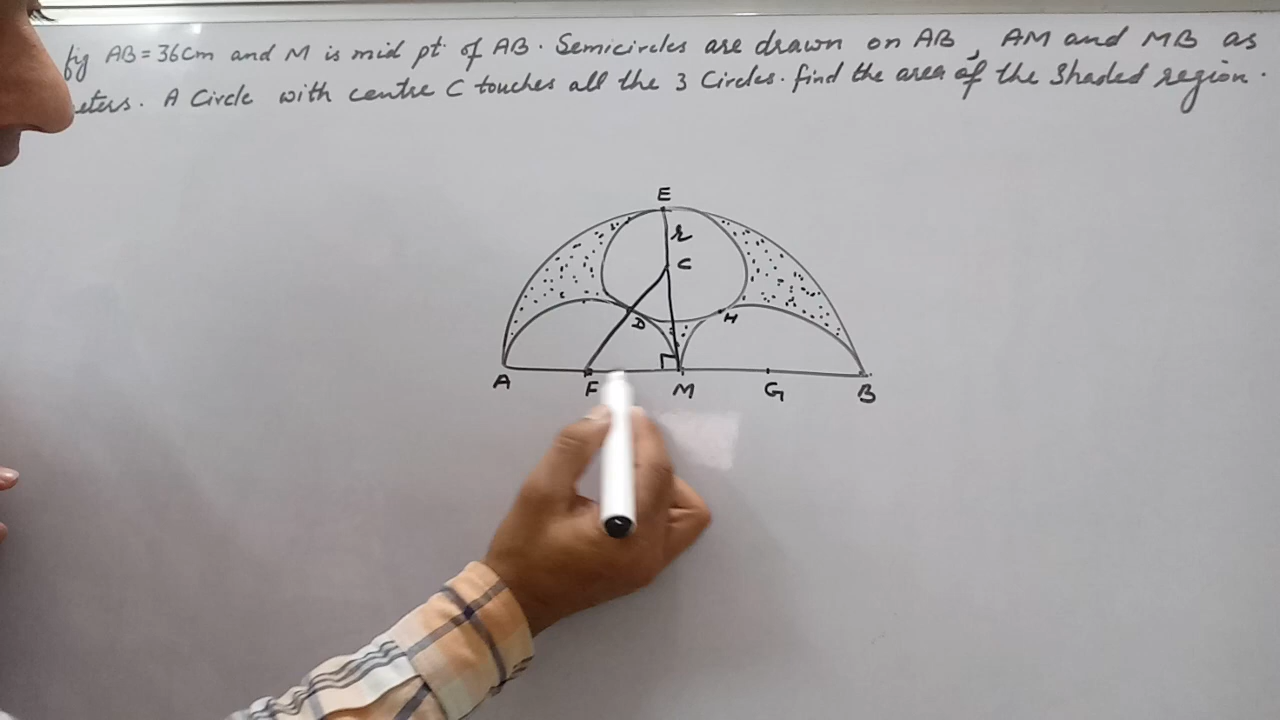 fig AB = 36cm and M is mid pt. of AB. Semicircles are drawn on AB, AM and MB as
eters. A Circle with centre C touches all the 3 Circles. find the area of the Shaded region.
E
r
C
D H
A F M G B